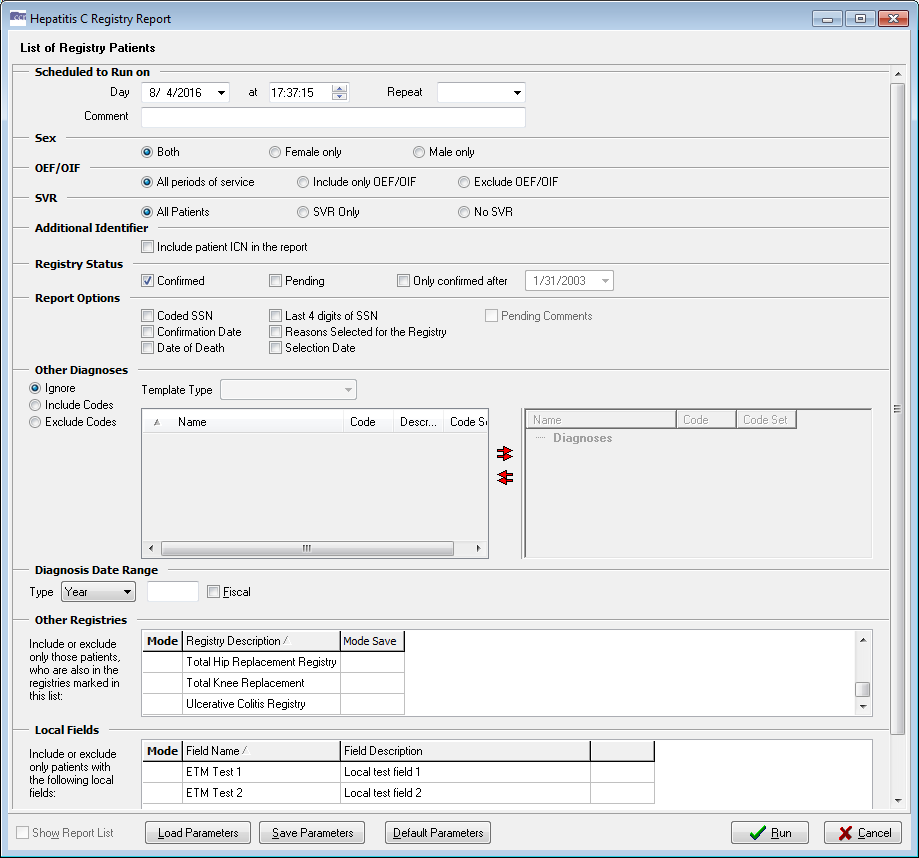 Hepatitis C Registry Report
List of Registry Patients
Scheduled to Run on
Day 8/ 4/2016 at 17:37:15 Repeat
Comment
Sex
Both Female only Male only
OEF/OIF
All periods of service Include only OEF/OIF Exclude OEF/OIF
SVR
All Patients SVR Only No SVR
Additional Identifier
Include patient ICN in the report
Registry Status
Confirmed Pending Only confirmed after 1/31/2003
Report Options
Coded SSN Last 4 digits of SSN Pending Comments
Confirmation Date Reasons Selected for the Registry
Date of Death Selection Date
Other Diagnoses
Ignore Template Type
Include Codes
Exclude Codes
Name Code Descr... Code S
Name Code Code Set
Diagnoses
Diagnosis Date Range
Type Year Fiscal
Other Registries
Include or exclude
only those patients,
who are also in the
registries marked in
this list:
Mode Registry Description Mode Save
Total Hip Replacement Registry
Total Knee Replacement
Ulcerative Colitis Registry
Local Fields
Include or exclude
only patients with
the following local
fields:
Mode Field Name Field Description
ETM Test 1 Local test field 1
ETM Test 2 Local test field 2
Show Report List Load Parameters Save Parameters Default Parameters Run Cancel